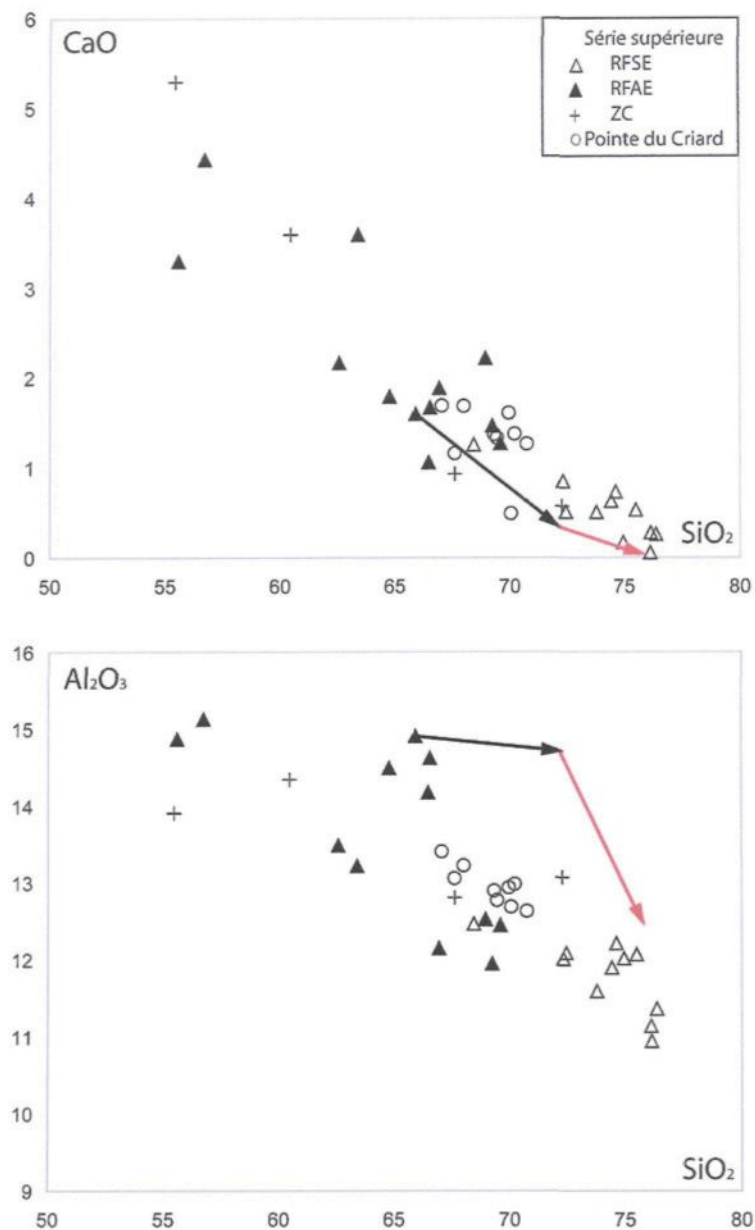 CaO
Série supérieure
△ RFSE
▲ RFAE
+ ZC
○ Pointe du Criard
6
5
4
3
2
1
0
SiO₂
50 55 60 65 70 75 80
Al₂O₃
16
15
14
13
12
11
10
9
SiO₂
50 55 60 65 70 75 80